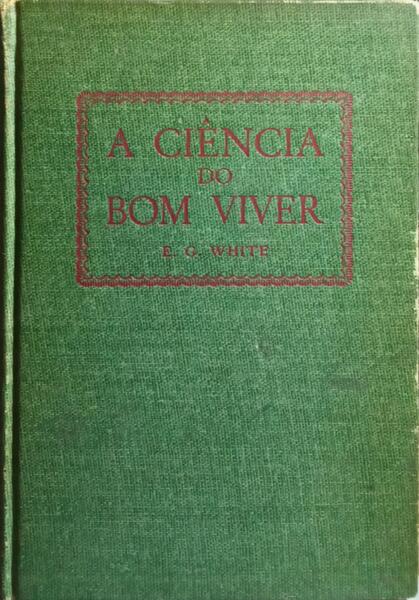 A CIÊNCIA
DO
BOM VIVER
E. G. WHITE